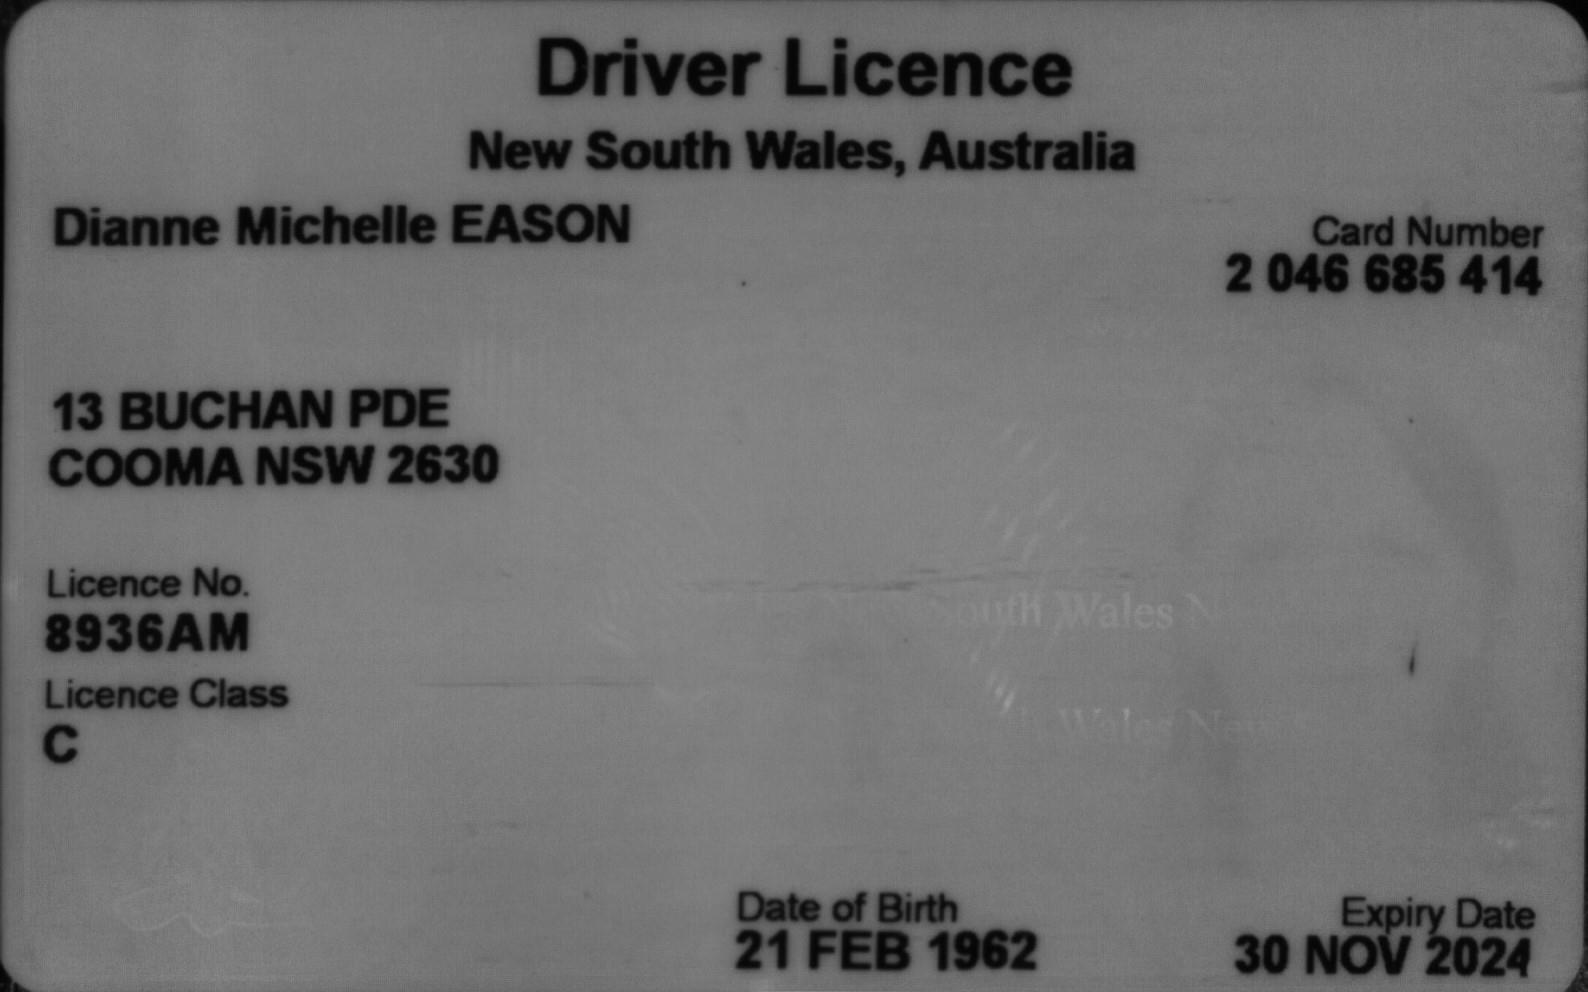 Driver Licence
New South Wales, Australia
Dianne Michelle EASON
Card Number
2 046 685 414
13 BUCHAN PDE
COOMA NSW 2630
Licence No.
8936AM
South Wales
Licence Class
C
Wales New
Date of Birth
21 FEB 1962
Expiry Date
30 NOV 2024